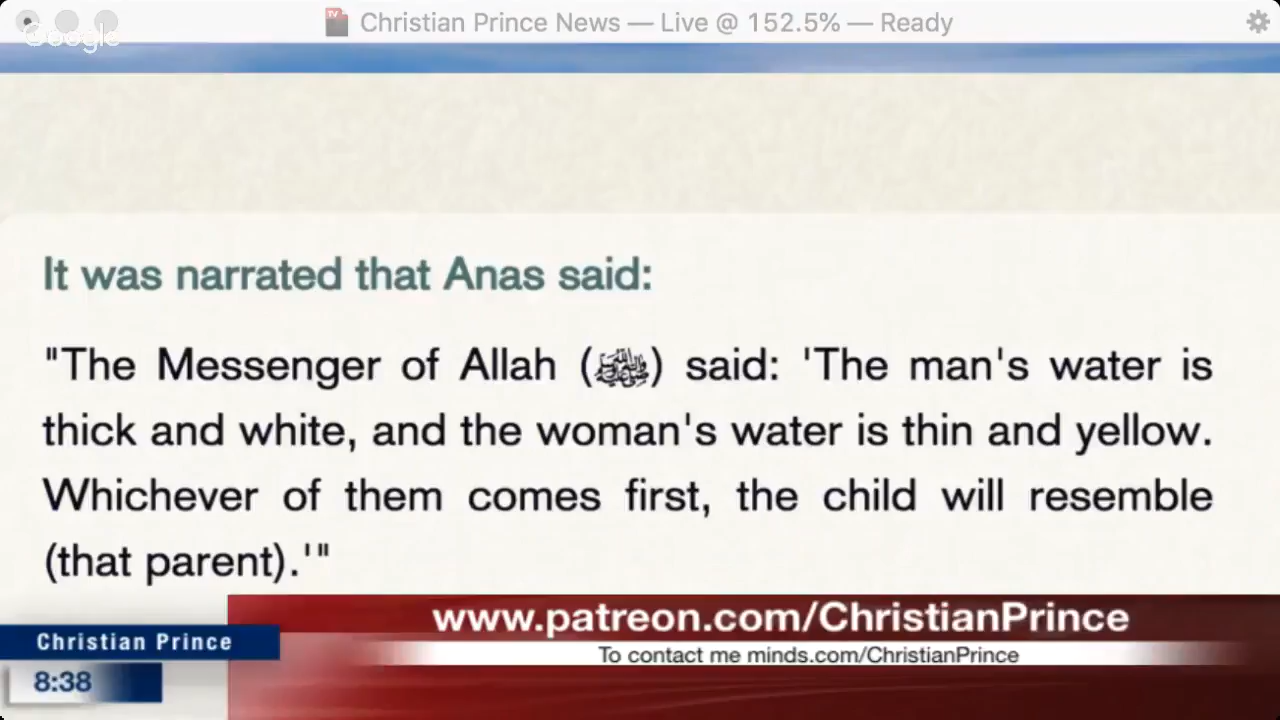 Christian Prince News — Live @ 152.5% — Ready
Google
It was narrated that Anas said:
"The Messenger of Allah (ﷺ) said: 'The man's water is
thick and white, and the woman's water is thin and yellow.
Whichever of them comes first, the child will resemble
(that parent).'"
www.patreon.com/ChristianPrince
Christian Prince
To contact me minds.com/ChristianPrince
8:38